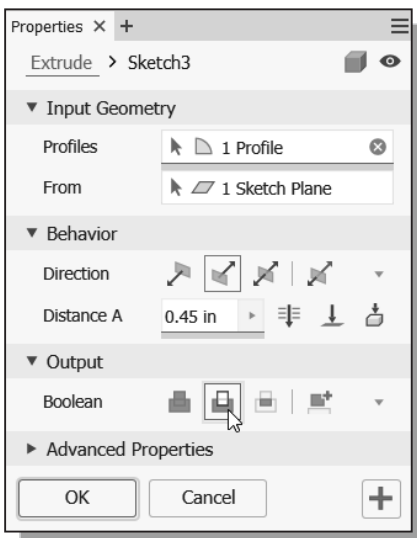 Properties
Extrude > Sketch3
Input Geometry
Profiles 1 Profile
From 1 Sketch Plane
Behavior
Direction
Distance A 0.45 in
Output
Boolean
Advanced Properties
OK Cancel